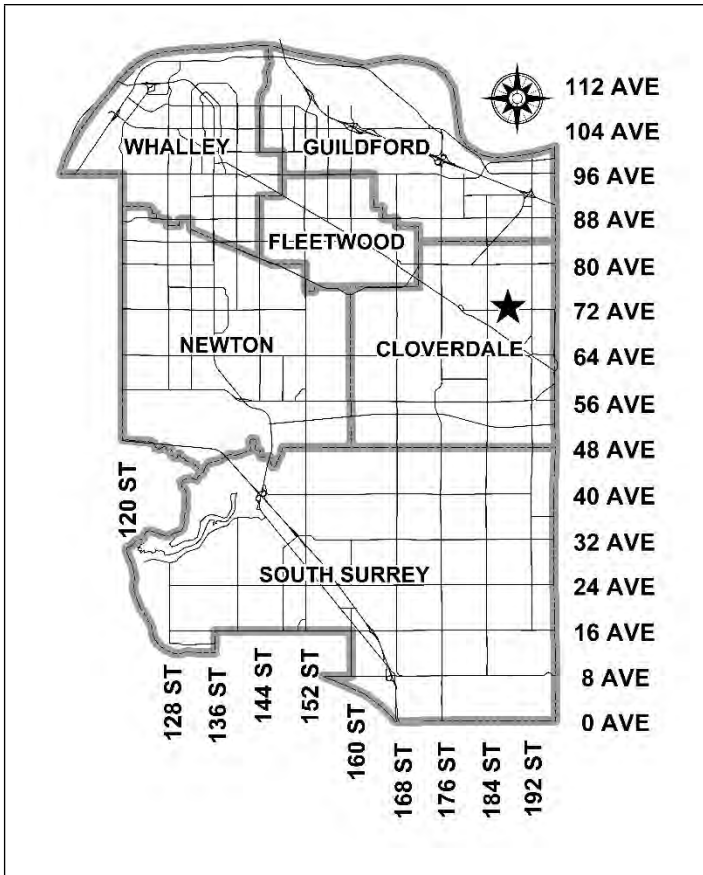 112 AVE
104 AVE
WHALLEY
GUILDFORD
96 AVE
88 AVE
FLEETWOOD
80 AVE
72 AVE
NEWTON
CLOVERDALE
64 AVE
56 AVE
48 AVE
120 ST
40 AVE
32 AVE
SOUTH SURREY
24 AVE
16 AVE
8 AVE
0 AVE
128 ST
136 ST
144 ST
152 ST
160 ST
168 ST
176 ST
184 ST
192 ST